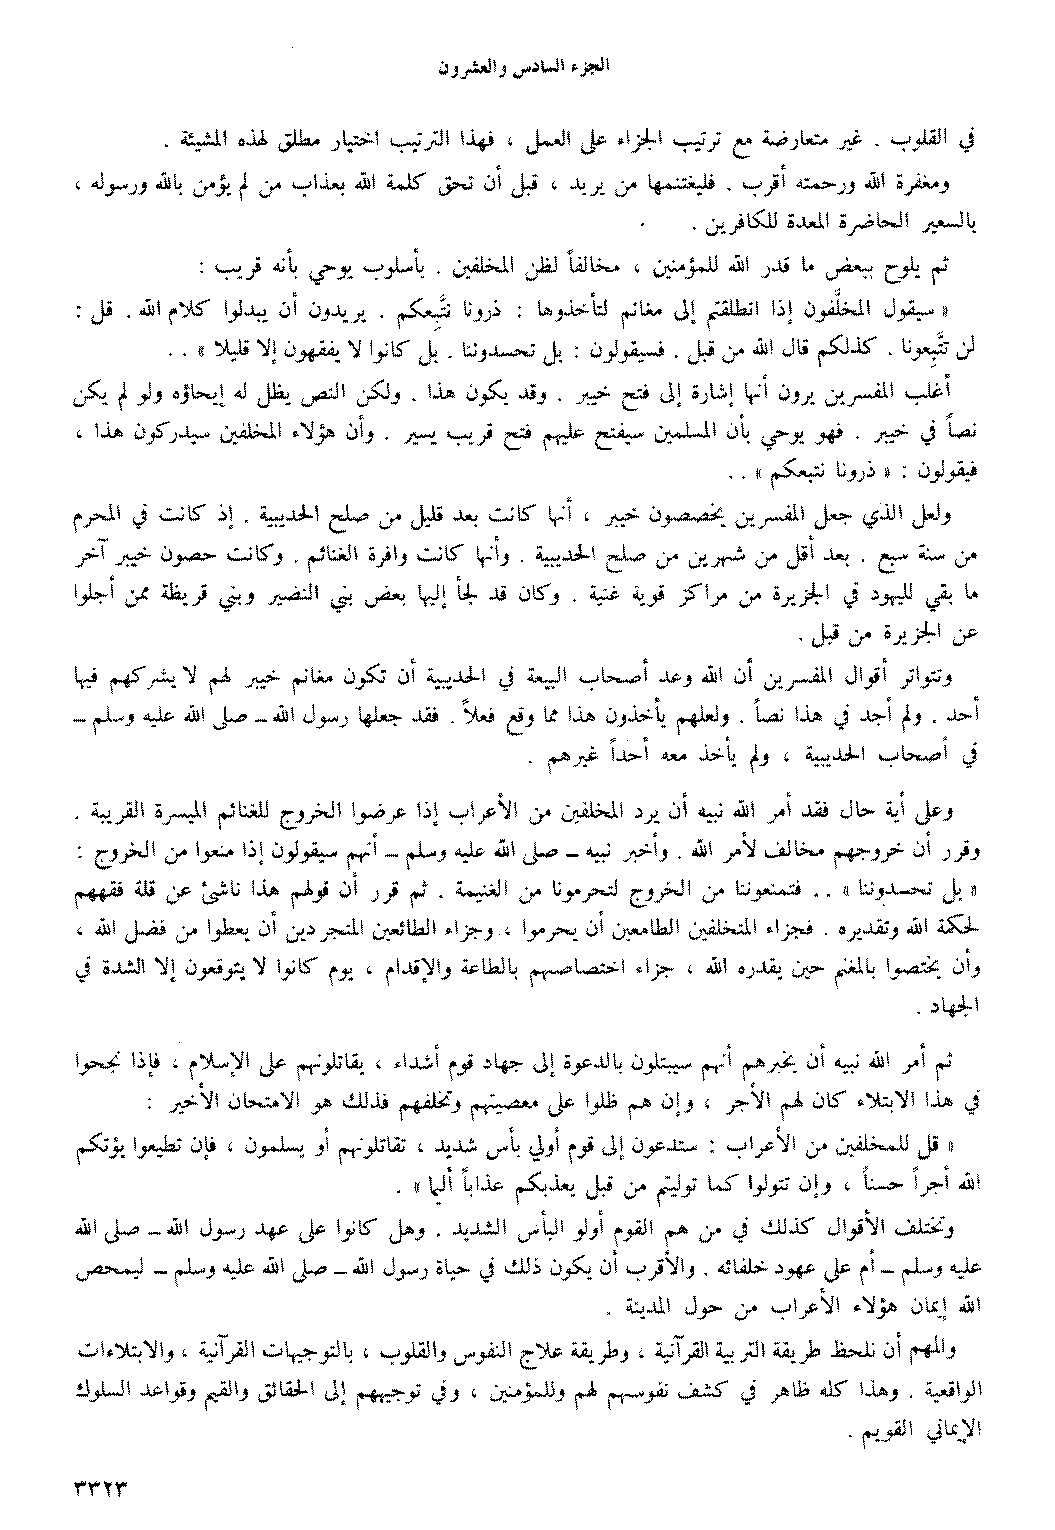 الجزء السادس والعشرون
في القلوب . غير متعارضة مع ترتيب الجزاء على العمل ، فهذا الترتيب اختيار مطلق لهذه المشيئة .
ومغفرة الله ورحمته أقرب . فليغتنمها من يريد ، قبل أن تحق كلمة الله بعذاب من لم يؤمن بالله ورسوله ،
بالسعير الحاضرة المعدة للكافرين .
ثم يلوح ببعض ما قدر الله للمؤمنين ، مخالفاً لظن المخلفين . بأسلوب يوحي بأنه قريب :
« سيقول المخلَّفون إذا انطلقتم إلى مغانم لتأخذوها : ذرونا نتَّبِعكم . يريدون أن يبدلوا كلام الله . قل :
لن تتَّبِعونا . كذلكم قال الله من قبل . فسيقولون : بل تحسدوننا . بل كانوا لا يفقهون إلا قليلا » . .
أغلب المفسرين يرون أنها إشارة إلى فتح خيبر . وقد يكون هذا . ولكن النص يظل له إيحاؤه ولو لم يكن
نصاً في خيبر . فهو يوحي بأن المسلمين سيفتح عليهم فتح قريب يسير . وأن هؤلاء المخلفين سيدركون هذا ،
فيقولون : « ذرونا نتبعكم » . .
ولعل الذي جعل المفسرين يخصصون خيبر ، أنها كانت بعد قليل من صلح الحديبية . إذ كانت في المحرم
من سنة سبع . بعد أقل من شهرين من صلح الحديبية . وأنها كانت وافرة الغنائم . وكانت حصون خيبر آخر
ما بقي لليهود في الجزيرة من مراكز قوية غنية . وكان قد لجأ إليها بعض بني النضير وبني قريظة ممن أجلوا
عن الجزيرة من قبل .
وتتواتر أقوال المفسرين أن الله وعد أصحاب البيعة في الحديبية أن تكون مغانم خيبر لهم لا يشركهم فيها
أحد . ولم أجد في هذا نصاً . ولعلهم يأخذون هذا مما وقع فعلاً . فقد جعلها رسول الله ـ صلى الله عليه وسلم ـ
في أصحاب الحديبية ، ولم يأخذ معه أحداً غيرهم .
وعلى أية حال فقد أمر الله نبيه أن يرد المخلفين من الأعراب إذا عرضوا الخروج للغنائم الميسرة القريبة .
وقرر أن خروجهم مخالف لأمر الله . وأخبر نبيه ـ صلى الله عليه وسلم ـ أنهم سيقولون إذا منعوا من الخروج :
« بل تحسدوننا » . . فتمنعوننا من الخروج لتحرمونا من الغنيمة . ثم قرر أن قولهم هذا ناشئ عن قلة فقههم
لحكمة الله وتقديره . فجزاء المتخلفين الطامعين أن يحرموا ، وجزاء الطائعين المتجردين أن يعطوا من فضل الله ،
وأن يختصوا بالمغنم حين يقدره الله ، جزاء اختصاصهم بالطاعة والإقدام ، يوم كانوا لا يتوقعون إلا الشدة في
الجهاد .
ثم أمر الله نبيه أن يخبرهم أنهم سيبتلون بالدعوة إلى جهاد قوم أشداء ، يقاتلونهم على الإسلام ، فإذا نجحوا
في هذا الابتلاء كان لهم الأجر ، وإن هم ظلوا على معصيتهم وتخلفهم فذلك هو الامتحان الأخير :
« قل للمخلفين من الأعراب : ستدعون إلى قوم أولي بأس شديد ، تقاتلونهم أو يسلمون ، فإن تطيعوا يؤتكم
الله أجراً حسناً ، وإن تتولوا كما توليتم من قبل يعذبكم عذاباً أليما » .
وتختلف الأقوال كذلك في من هم القوم أولو البأس الشديد . وهل كانوا على عهد رسول الله ـ صلى الله
عليه وسلم ـ أم على عهود خلفائه . والأقرب أن يكون ذلك في حياة رسول الله ـ صلى الله عليه وسلم ـ ليمحص
الله إيمان هؤلاء الأعراب من حول المدينة .
والمهم أن نلحظ طريقة التربية القرآنية ، وطريقة علاج النفوس والقلوب ، بالتوجيهات القرآنية ، والابتلاءات
الواقعية . وهذا كله ظاهر في كشف نفوسهم لهم وللمؤمنين ، وفي توجيههم إلى الحقائق والقيم وقواعد السلوك
الإيماني القويم .
٣٣٢٣